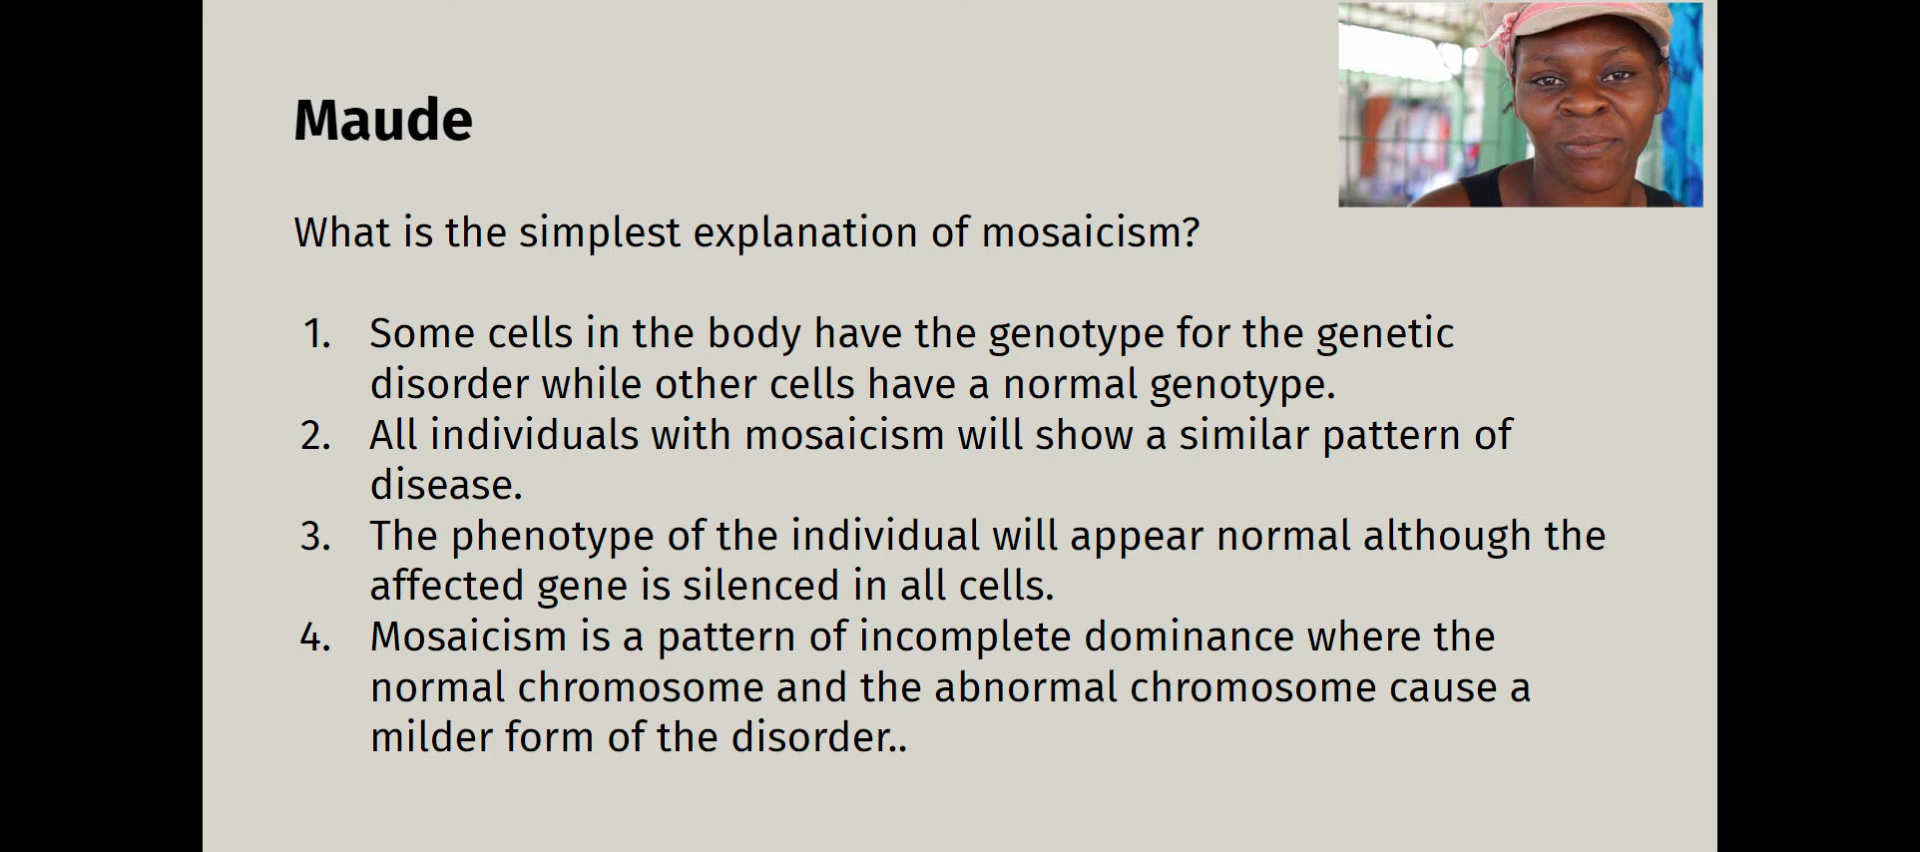 Maude
What is the simplest explanation of mosaicism?
1. Some cells in the body have the genotype for the genetic
disorder while other cells have a normal genotype.
2. All individuals with mosaicism will show a similar pattern of
disease.
3. The phenotype of the individual will appear normal although the
affected gene is silenced in all cells.
4. Mosaicism is a pattern of incomplete dominance where the
normal chromosome and the abnormal chromosome cause a
milder form of the disorder..